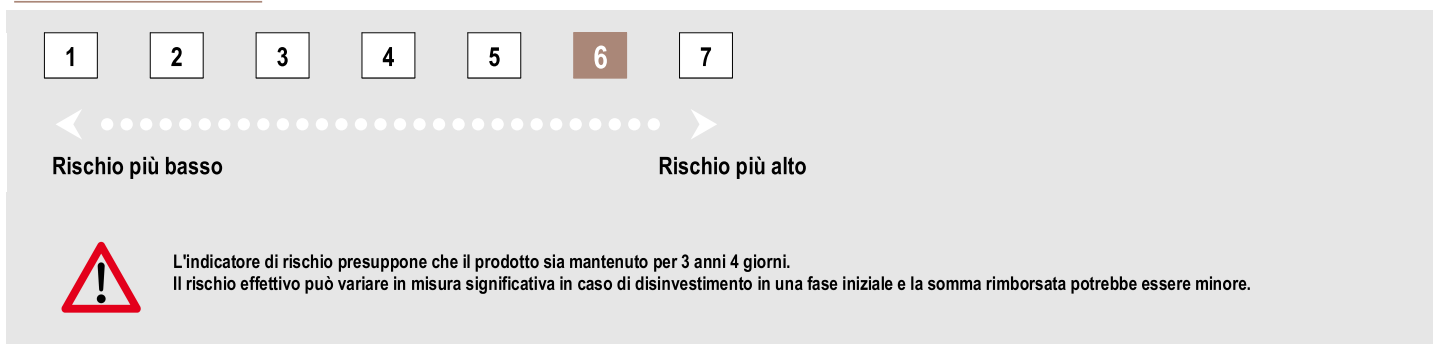 1 2 3 4 5 6 7
Rischio più basso Rischio più alto
L'indicatore di rischio presuppone che il prodotto sia mantenuto per 3 anni 4 giorni.
Il rischio effettivo può variare in misura significativa in caso di disinvestimento in una fase iniziale e la somma rimborsata potrebbe essere minore.